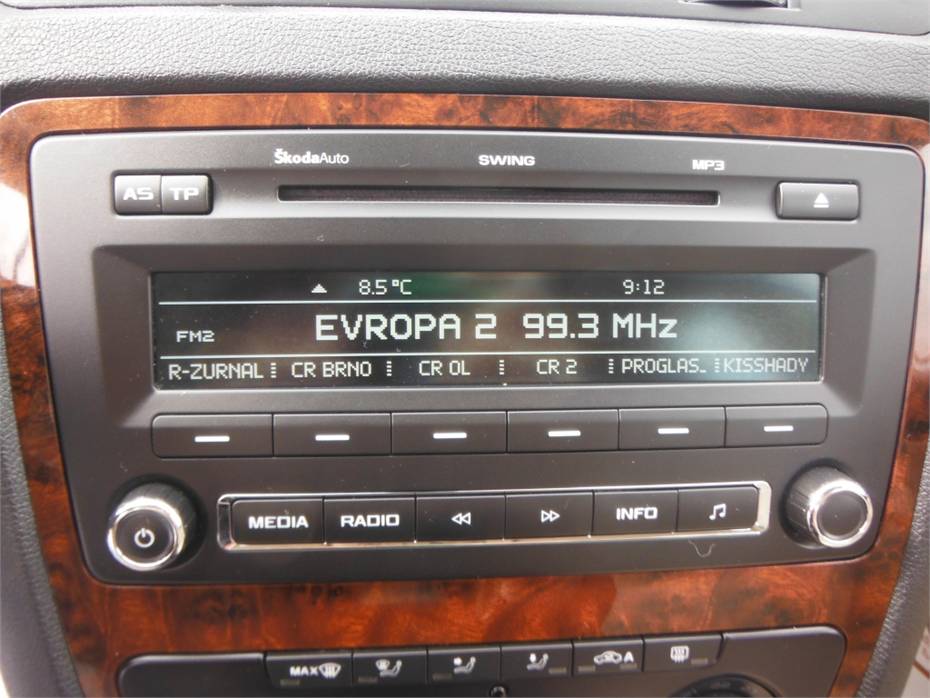 ŠkodaAuto SWING MP3
AS TP
8.5°C 9:12
FM2 EVROPA 2 99.3 MHz
R-ZURNAL CR BRNO CR OL CR 2 PROGLAS_ KISSHADY
MEDIA RADIO INFO
MAX A